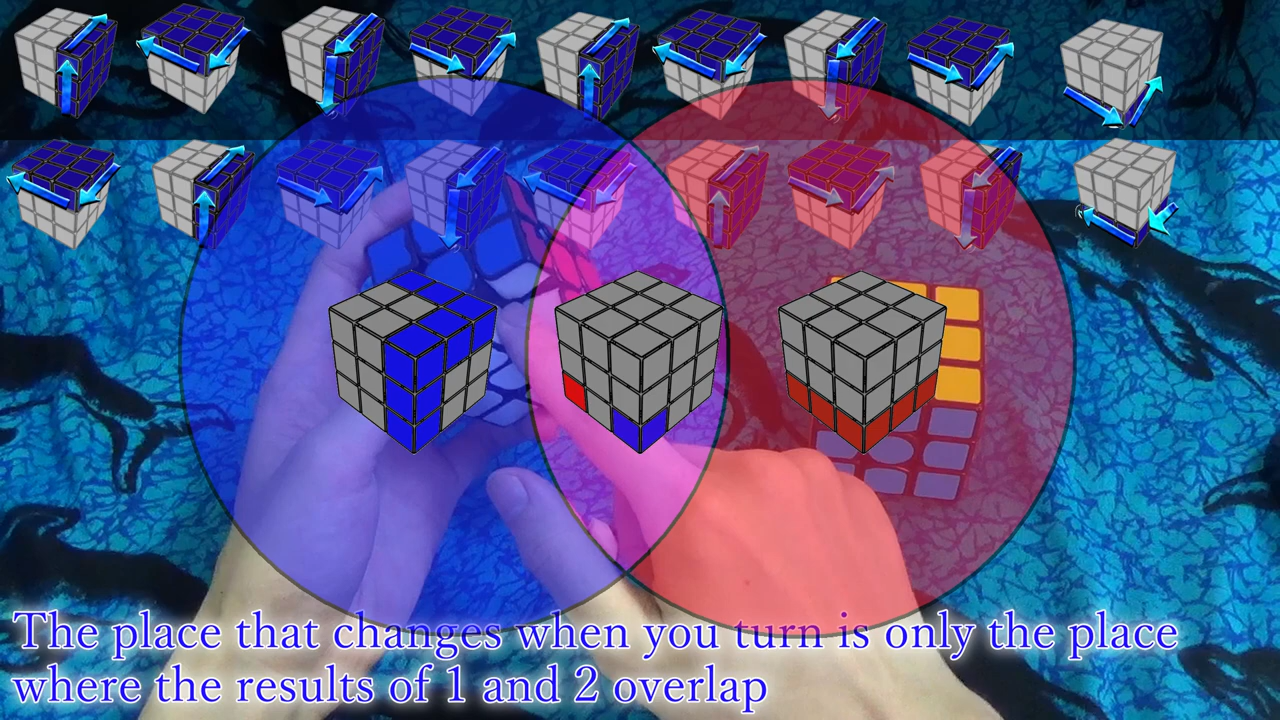 The place that changes when you turn is only the place
where the results of 1 and 2 overlap